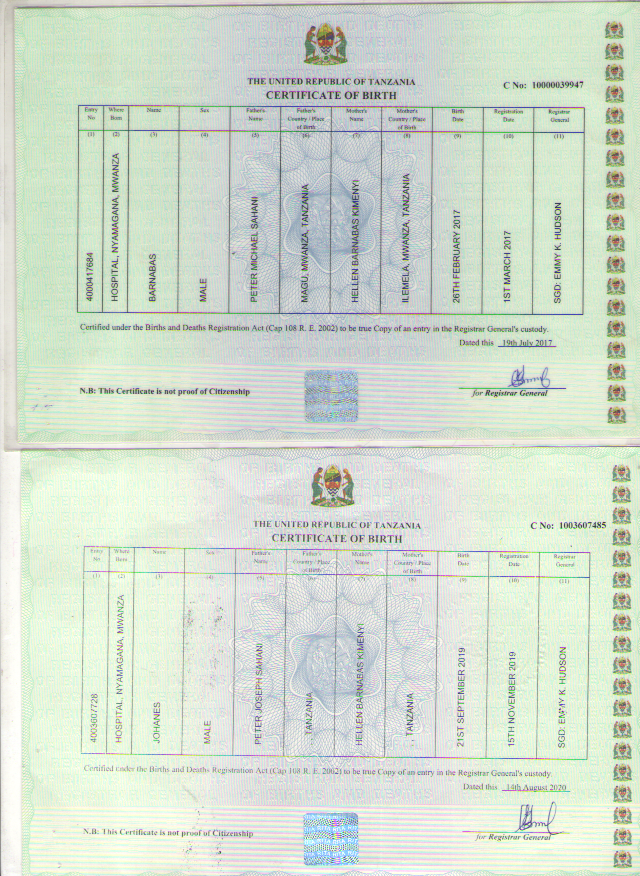 THE UNITED REPUBLIC OF TANZANIA
C No: 10000039947
CERTIFICATE OF BIRTH
Entry No
Where Born
Name
Sex
Father's Name
Father's Country / Place of Birth
Mother's Name
Mother's Country / Place of Birth
Birth Date
Registration Date
Registrar General
(1) (2) (3) (4) (5) (6) (7) (8) (9) (10) (11)
4000417684
HOSPITAL, NYAMAGANA, MWANZA
BARNABAS
MALE
PETER MICHAEL SAHANI
MAGU, MWANZA, TANZANIA
HELLEN BARNABAS KIMENYI
ILEMELA, MWANZA, TANZANIA
26TH FEBRUARY 2017
1ST MARCH 2017
SGD: EMMY K. HUDSON
Certified under the Births and Deaths Registration Act (Cap 108 R. E. 2002) to be true Copy of an entry in the Registrar General's custody.
Dated this 19th July 2017
N.B: This Certificate is not proof of Citizenship
for Registrar General
THE UNITED REPUBLIC OF TANZANIA
C No: 1003607485
CERTIFICATE OF BIRTH
Entry No
Where Born
Name
Sex
Father's Name
Father's Country / Place of Birth
Mother's Name
Mother's Country / Place of Birth
Birth Date
Registration Date
Registrar General
(1) (2) (3) (4) (5) (6) (7) (8) (9) (10) (11)
4003607728
HOSPITAL, NYAMAGANA, MWANZA
JOHANES
MALE
PETER JOSEPH SAHANI
TANZANIA
HELLEN BARNABAS KIMENYI
, TANZANIA
21ST SEPTEMBER 2019
15TH NOVEMBER 2019
SGD: EMMY K. HUDSON
Certified under the Births and Deaths Registration Act (Cap 108 R. E. 2002) to be true Copy of an entry in the Registrar General's custody.
Dated this 14th August 2020
N.B: This Certificate is not proof of Citizenship
for Registrar General